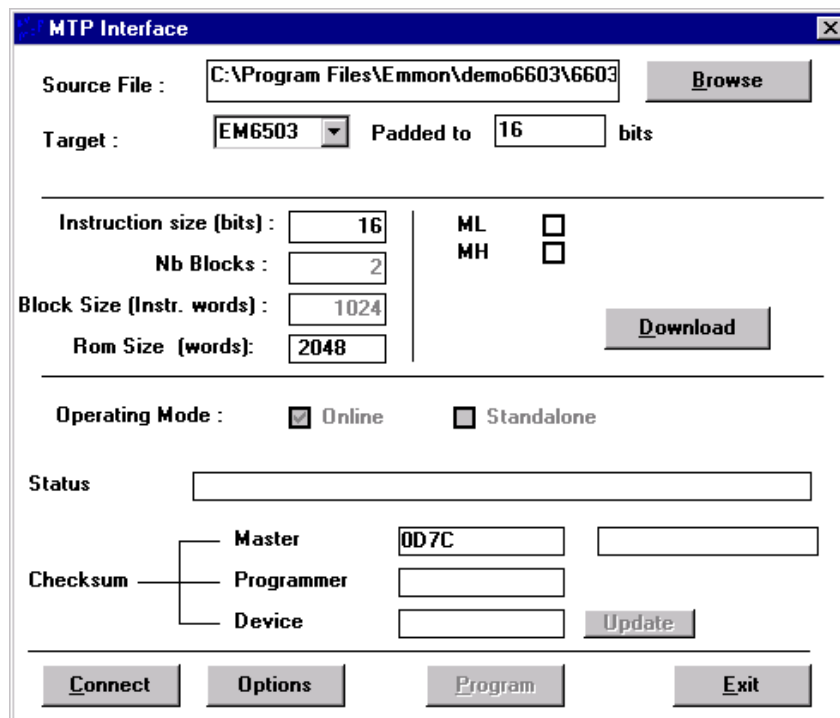 MTP Interface
Source File : C:\Program Files\Emmon\demo6603\6603 Browse
Target : EM6503 Padded to 16 bits
Instruction size (bits) : 16 ML
Nb Blocks : 2 MH
Block Size (Instr. words) : 1024
Rom Size (words): 2048 Download
Operating Mode : Online Standalone
Status
Checksum
Master 0D7C
Programmer
Device Update
Connect Options Program Exit